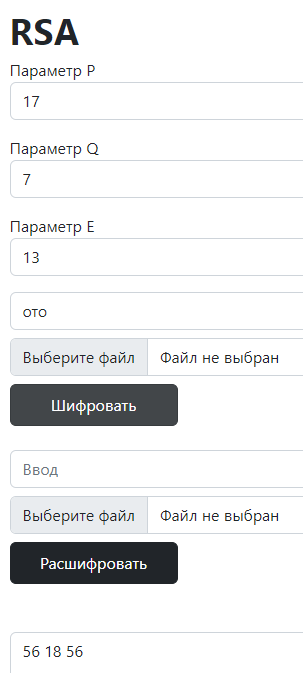 RSA
Параметр P
17
Параметр Q
7
Параметр E
13
ото
Выберите файл Файл не выбран
Шифровать
Ввод
Выберите файл Файл не выбран
Расшифровать
56 18 56